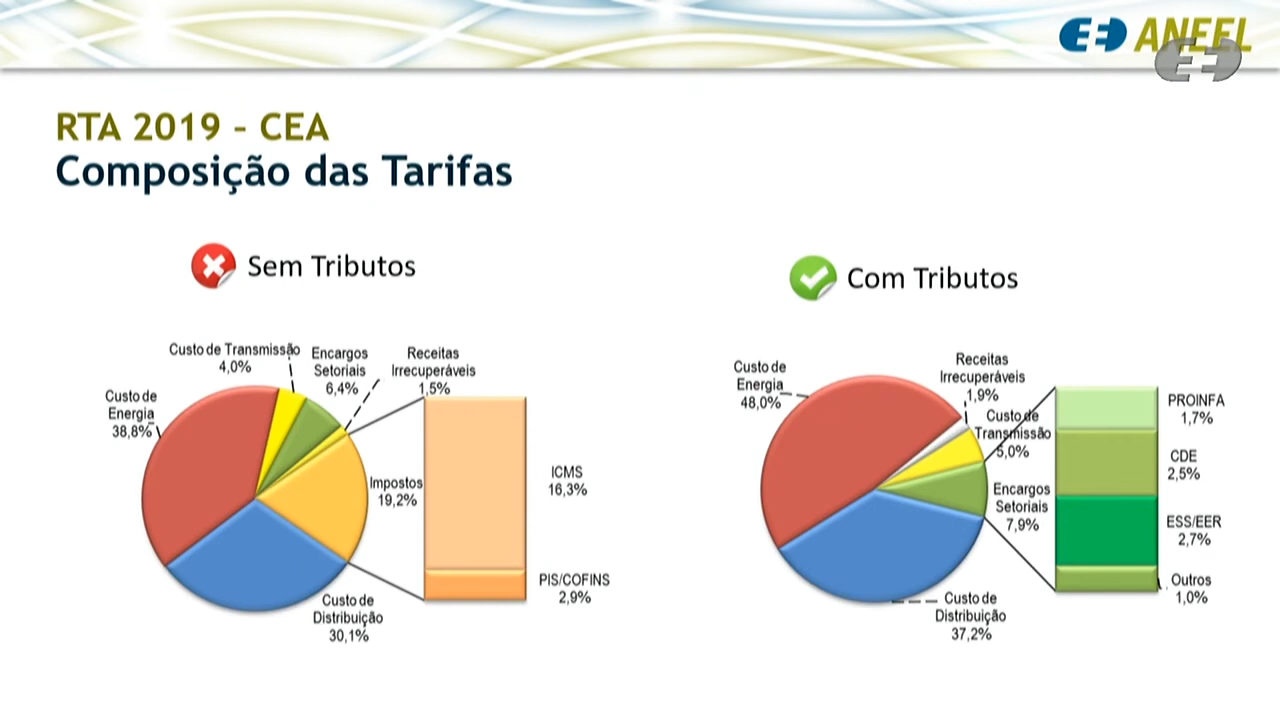 ANEEL
RTA 2019 – CEA
Composição das Tarifas
Sem Tributos
Custo de Transmissão
4,0%
Encargos
Setoriais
6,4%
Receitas
Irrecuperáveis
1,5%
Custo de
Energia
38,8%
Impostos
19,2%
ICMS
16,3%
PIS/COFINS
2,9%
Custo de
Distribuição
30,1%
Com Tributos
Custo de
Energia
48,0%
Receitas
Irrecuperáveis
1,9%
Custo de
Transmissão
5,0%
Encargos
Setoriais
7,9%
PROINFA
1,7%
CDE
2,5%
ESS/EER
2,7%
Outros
1,0%
Custo de
Distribuição
37,2%